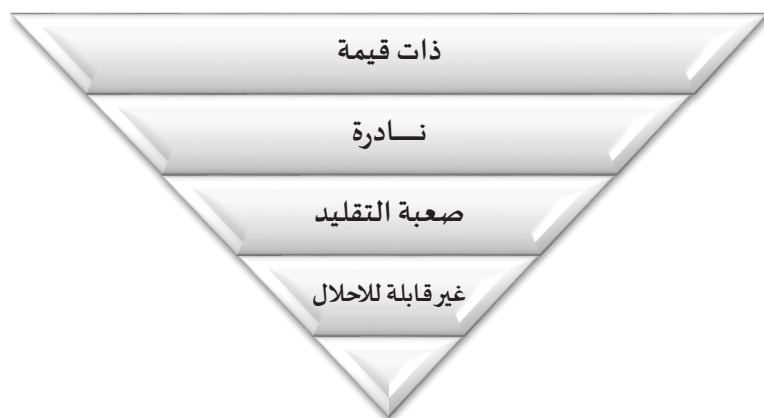 ذات قيمة
نـــادرة
صعبة التقليد
غير قابلة للاحلال